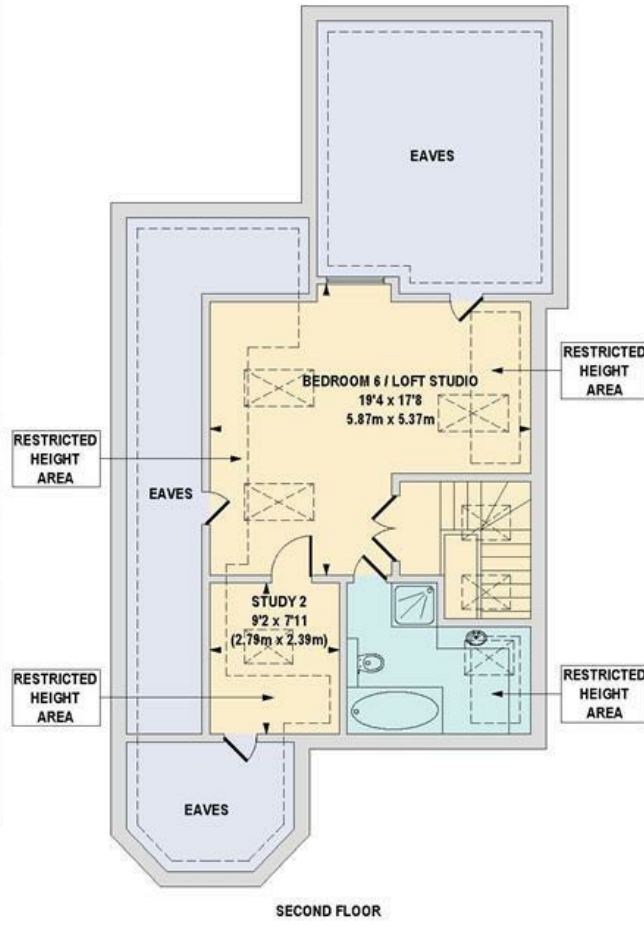 EAVES
RESTRICTED
HEIGHT
AREA
BEDROOM 6 / LOFT STUDIO
19'4 x 17'8
5.87m x 5.37m
RESTRICTED
HEIGHT
AREA
EAVES
STUDY 2
9'2 x 7'11
(2.79m x 2.39m)
RESTRICTED
HEIGHT
AREA
RESTRICTED
HEIGHT
AREA
EAVES
SECOND FLOOR